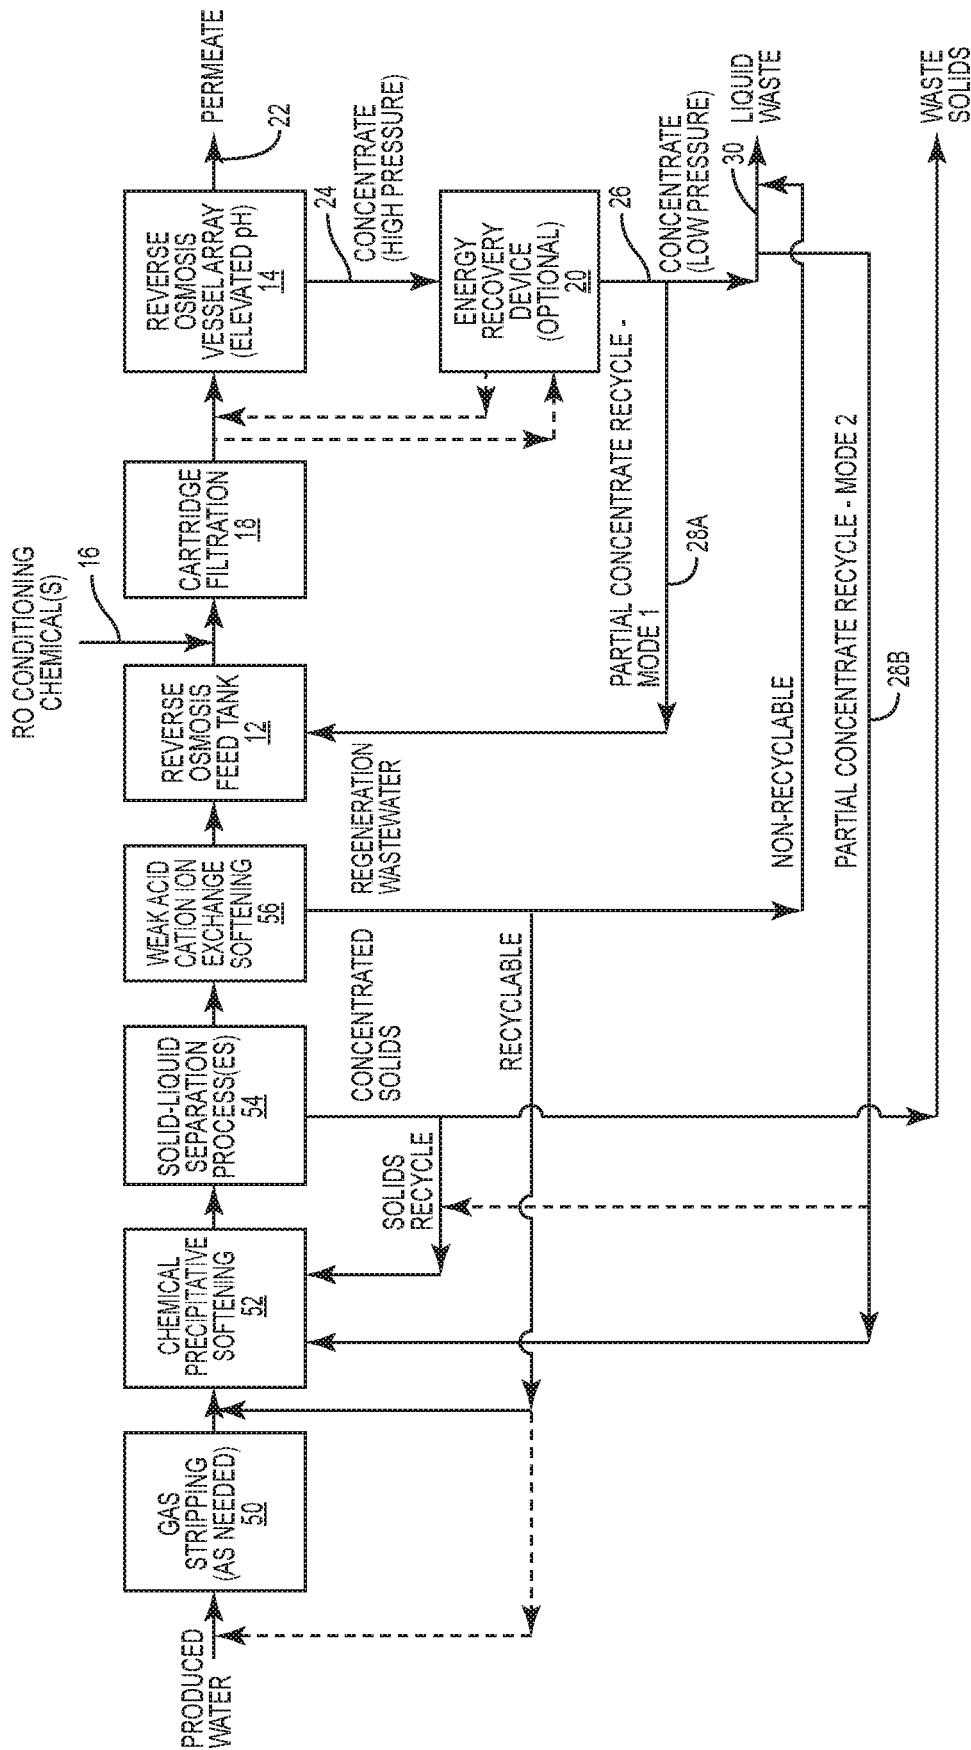 PRODUCED
WATER
GAS
STRIPPING
(AS NEEDED)
50
CHEMICAL
PRECIPITATIVE
SOFTENING
52
SOLID-LIQUID
SEPARATION
PROCESS(ES)
54
WEAK ACID
CATION ION
EXCHANGE
SOFTENING
56
REVERSE
OSMOSIS
FEED TANK
12
RO CONDITIONING
CHEMICAL(S)
16
CARTRIDGE
FILTRATION
18
REVERSE
OSMOSIS
VESSEL ARRAY
(ELEVATED pH)
14
PERMEATE
22
24
CONCENTRATE
(HIGH PRESSURE)
ENERGY
RECOVERY
DEVICE
(OPTIONAL)
20
26
CONCENTRATE
(LOW PRESSURE)
30
LIQUID
WASTE
WASTE
SOLIDS
SOLIDS
RECYCLE
CONCENTRATED
SOLIDS
REGENERATION
WASTEWATER
RECYCLABLE
PARTIAL CONCENTRATE RECYCLE -
MODE 1
28A
NON-RECYCLABLE
PARTIAL CONCENTRATE RECYCLE - MODE 2
28B